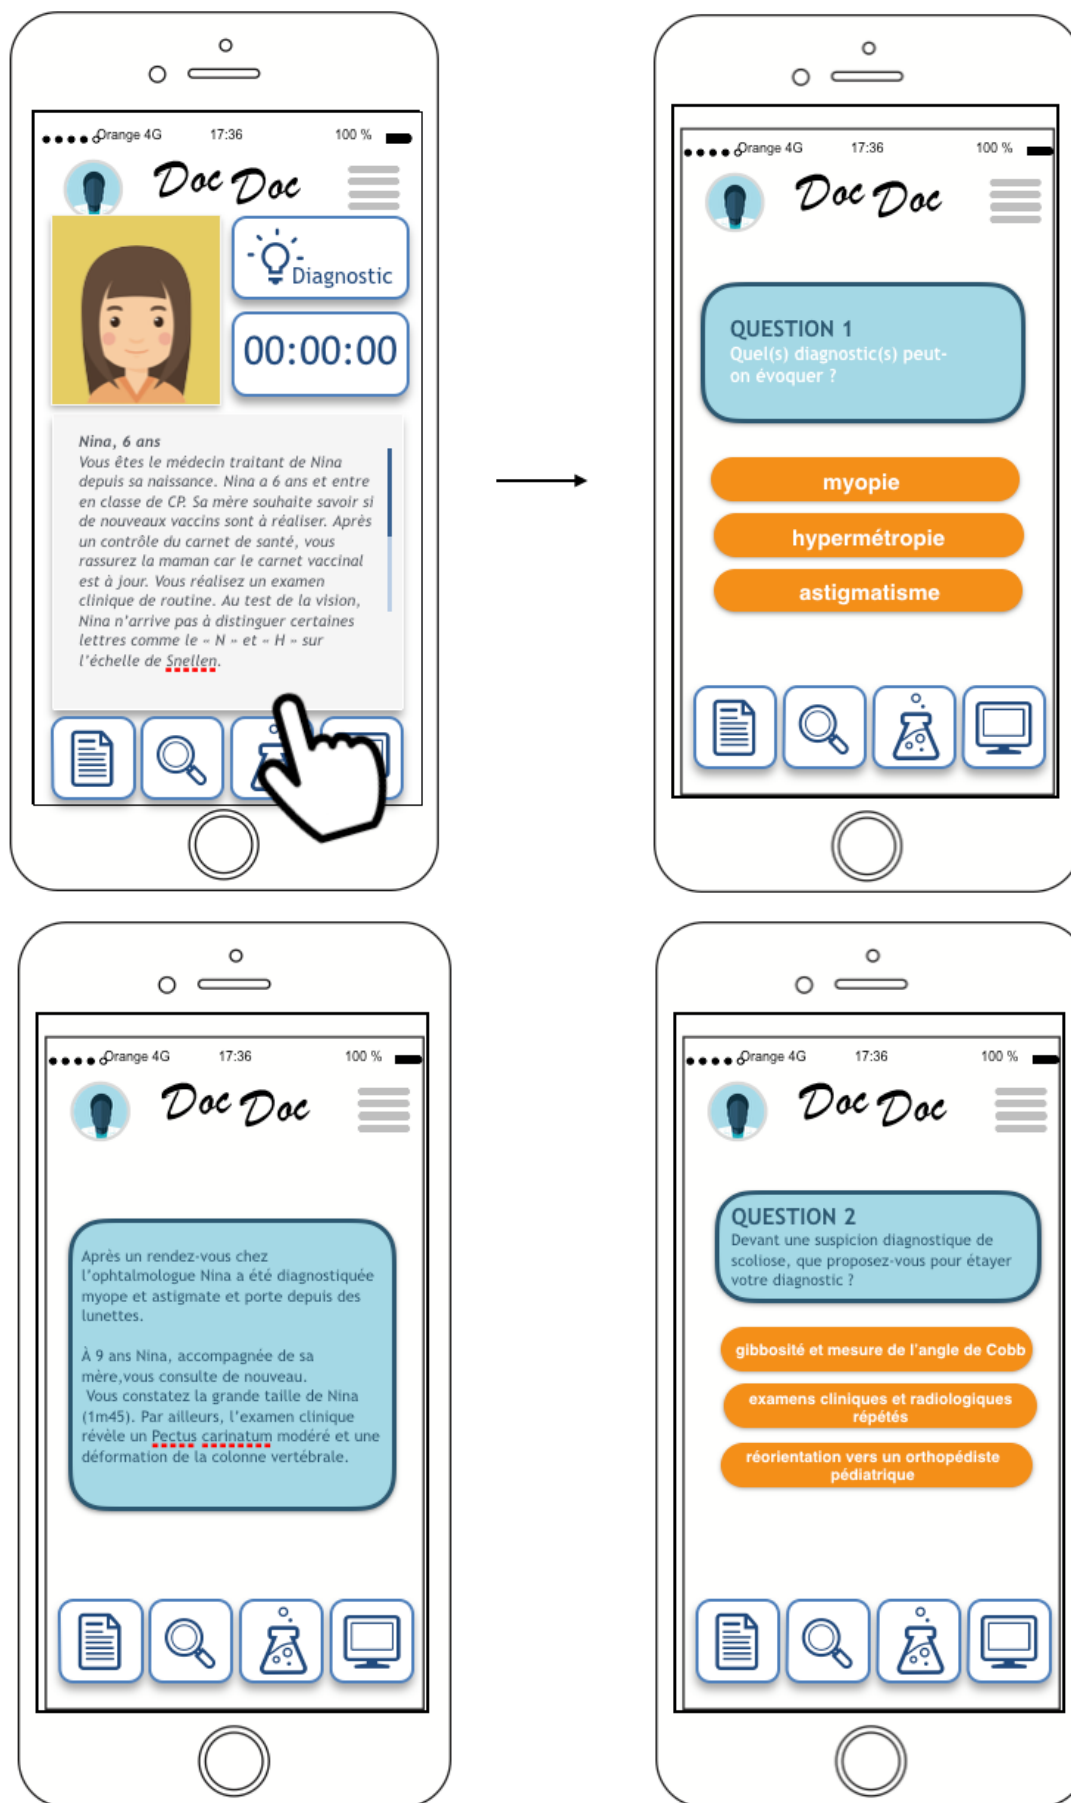 Orange 4G 17:36 100 %
Doc Doc
Diagnostic
00:00:00
Nina, 6 ans
Vous êtes le médecin traitant de Nina
depuis sa naissance. Nina a 6 ans et entre
en classe de CP. Sa mère souhaite savoir si
de nouveaux vaccins sont à réaliser. Après
un contrôle du carnet de santé, vous
rassurez la maman car le carnet vaccinal
est à jour. Vous réalisez un examen
clinique de routine. Au test de la vision,
Nina n'arrive pas à distinguer certaines
lettres comme le « N » et « H » sur
l'échelle de Snellen.
Orange 4G 17:36 100 %
Doc Doc
QUESTION 1
Quel(s) diagnostic(s) peut-
on évoquer ?
myopie
hypermétropie
astigmatisme
Orange 4G 17:36 100 %
Doc Doc
Après un rendez-vous chez
l'ophtalmologue Nina a été diagnostiquée
myope et astigmate et porte depuis des
lunettes.
À 9 ans Nina, accompagnée de sa
mère,vous consulte de nouveau.
Vous constatez la grande taille de Nina
(1m45). Par ailleurs, l'examen clinique
révèle un Pectus carinatum modéré et une
déformation de la colonne vertébrale.
Orange 4G 17:36 100 %
Doc Doc
QUESTION 2
Devant une suspicion diagnostique de
scoliose, que proposez-vous pour étayer
votre diagnostic ?
gibbosité et mesure de l'angle de Cobb
examens cliniques et radiologiques
répétés
réorientation vers un orthopédiste
pédiatrique